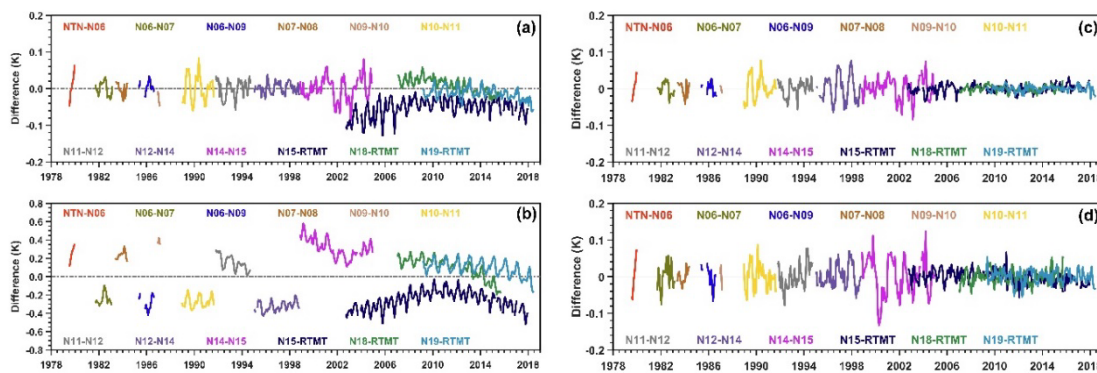 (a)
NTN-N06 N06-N07 N06-N09 N07-N08 N09-N10 N10-N11
Difference (K)
0.2
0.1
0.0
-0.1
-0.2
N11-N12 N12-N14 N14-N15 N15-RTMT N18-RTMT N19-RTMT
1978 1982 1986 1990 1994 1998 2002 2006 2010 2014 2018
(c)
NTN-N06 N06-N07 N06-N09 N07-N08 N09-N10 N10-N11
Difference (K)
0.2
0.1
0.0
-0.1
-0.2
N11-N12 N12-N14 N14-N15 N15-RTMT N18-RTMT N19-RTMT
1978 1982 1986 1990 1994 1998 2002 2006 2010 2014 2018
(b)
NTN-N06 N06-N07 N06-N09 N07-N08 N09-N10 N10-N11
Difference (K)
0.8
0.6
0.4
0.2
0.0
-0.2
-0.4
-0.6
-0.8
N11-N12 N12-N14 N14-N15 N15-RTMT N18-RTMT N19-RTMT
1978 1982 1986 1990 1994 1998 2002 2006 2010 2014 2018
(d)
NTN-N06 N06-N07 N06-N09 N07-N08 N09-N10 N10-N11
Difference (K)
0.2
0.1
0.0
-0.1
-0.2
N11-N12 N12-N14 N14-N15 N15-RTMT N18-RTMT N19-RTMT
1978 1982 1986 1990 1994 1998 2002 2006 2010 2014 2018